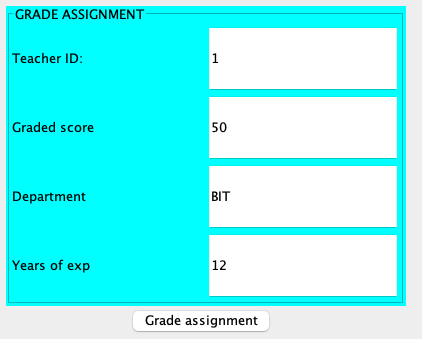 GRADE ASSIGNMENT
Teacher ID: 1
Graded score 50
Department BIT
Years of exp 12
Grade assignment